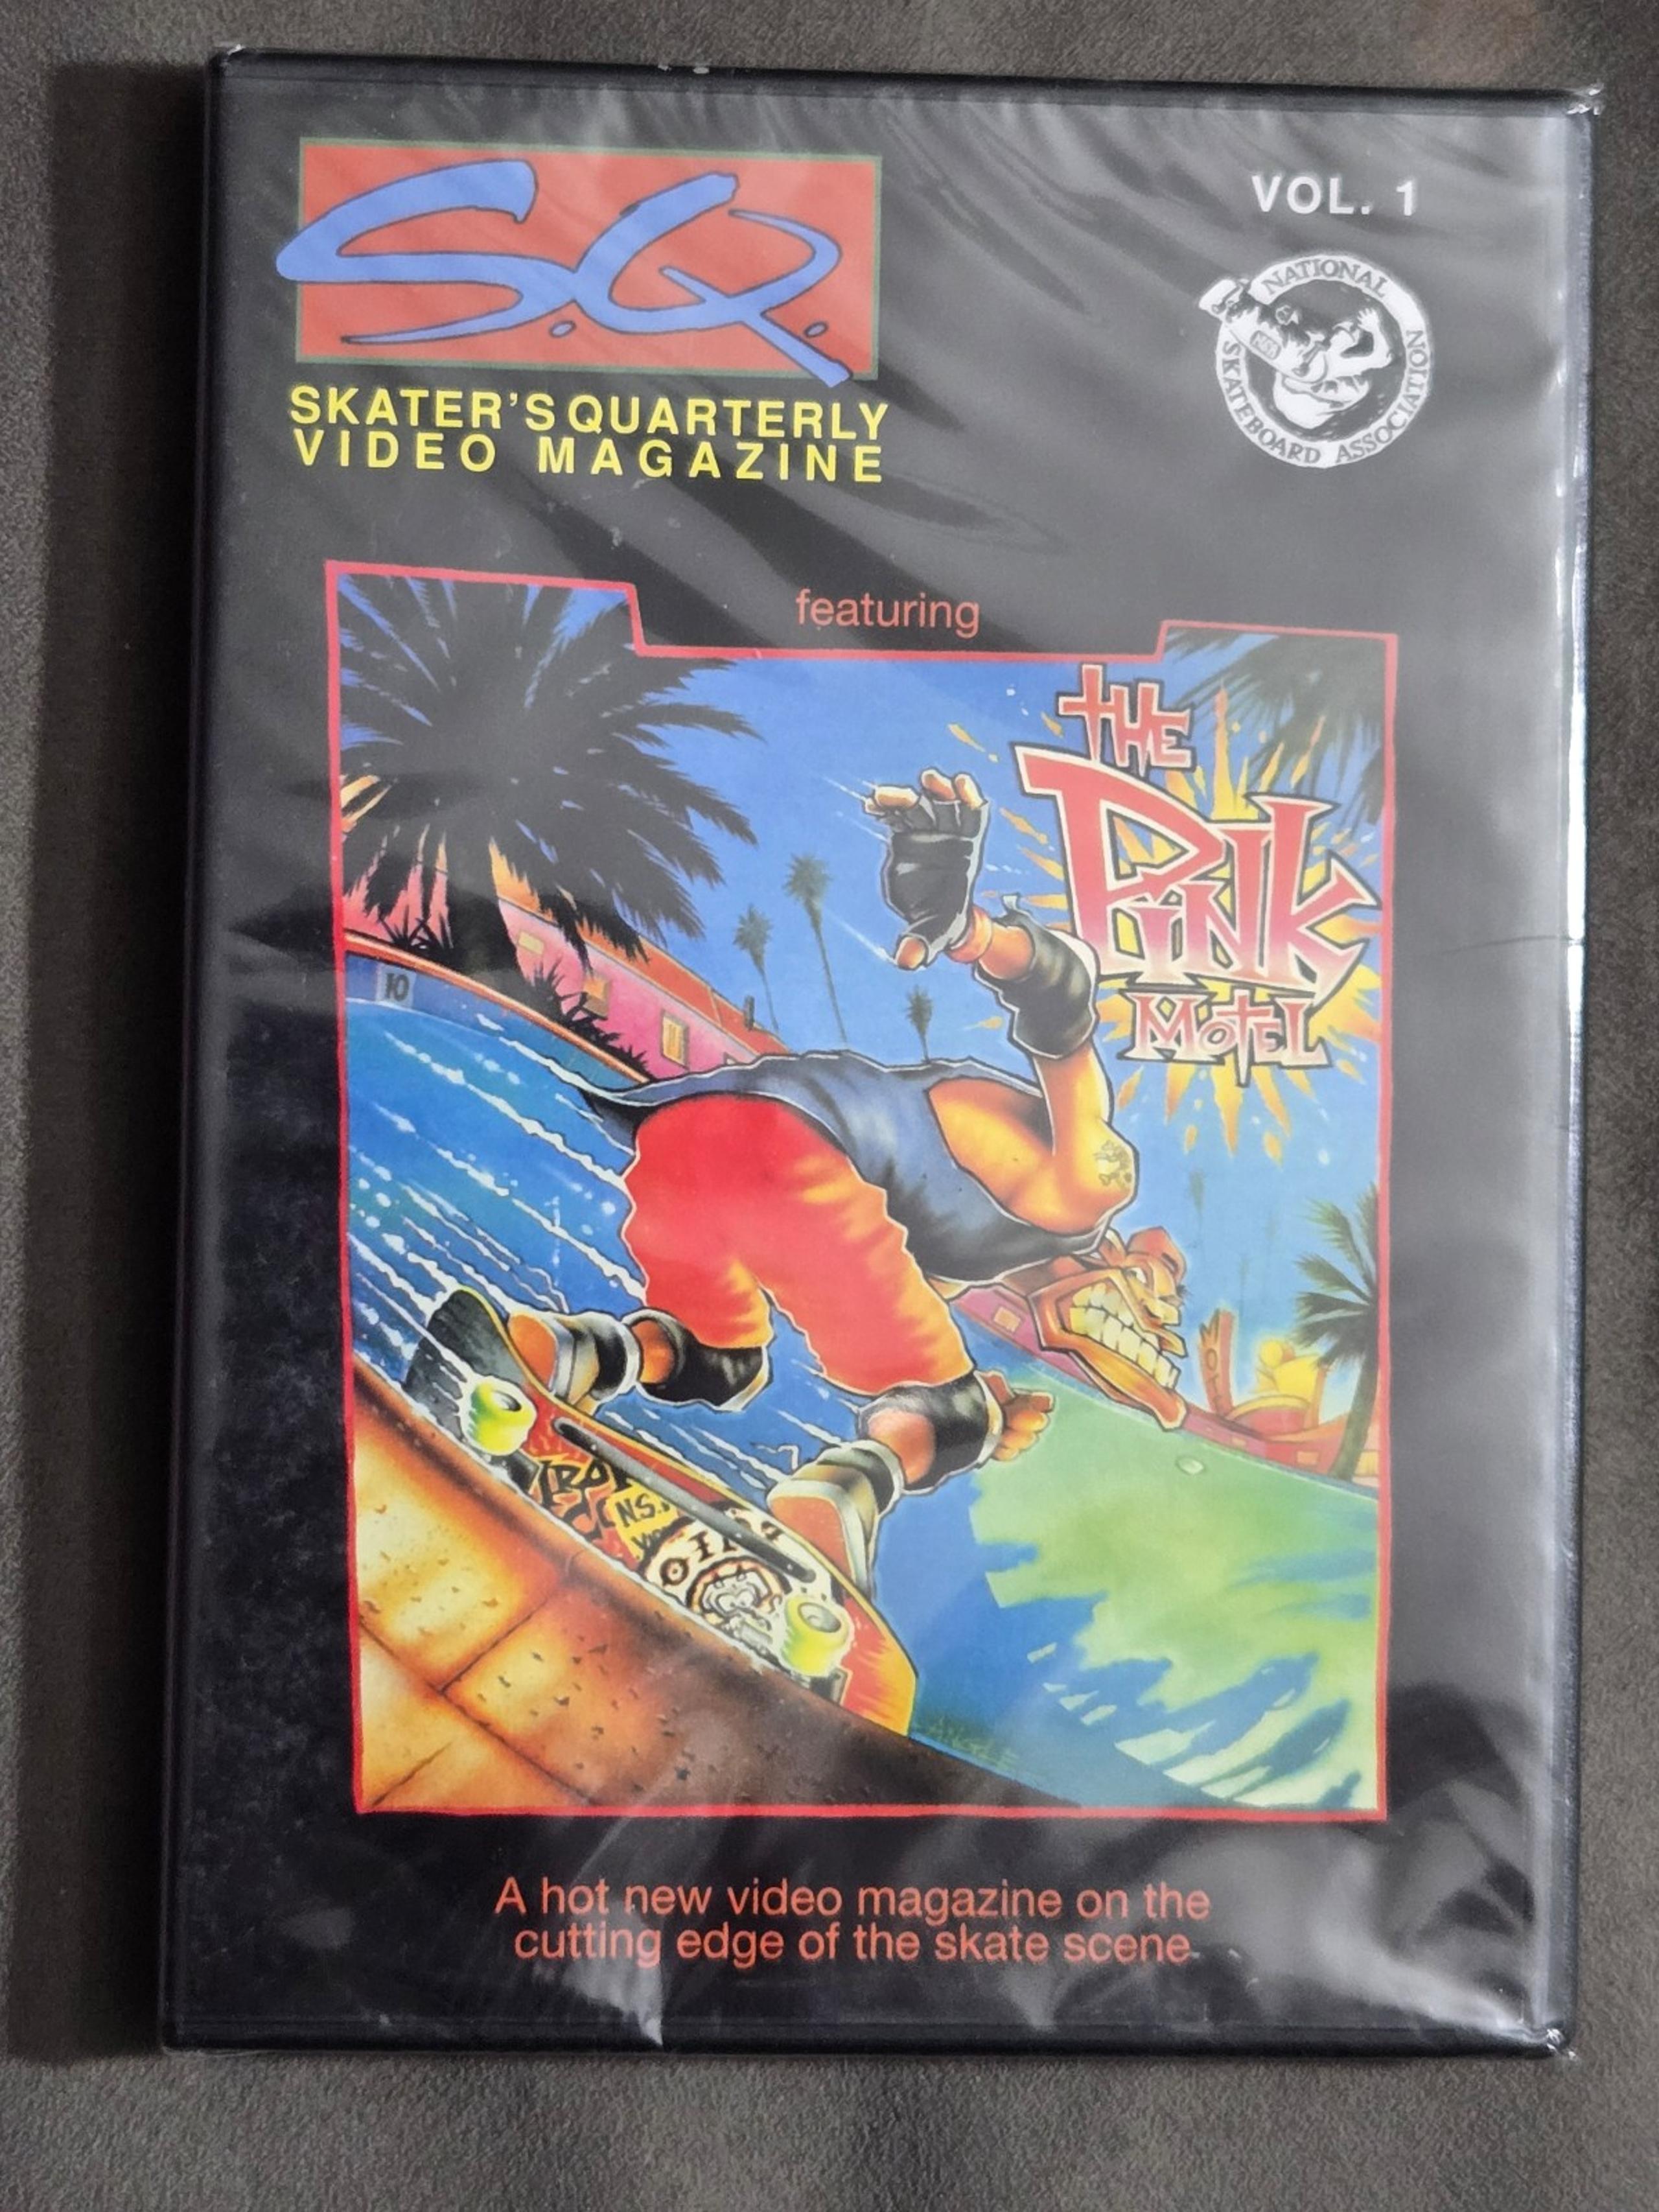 S.Q.
SKATER'S QUARTERLY
VIDEO MAGAZINE
VOL. 1
NATIONAL
SKATEBOARD ASSOCIATION
featuring
THE
PINK
MOTEL
10
N.S.
A hot new video magazine on the
cutting edge of the skate scene